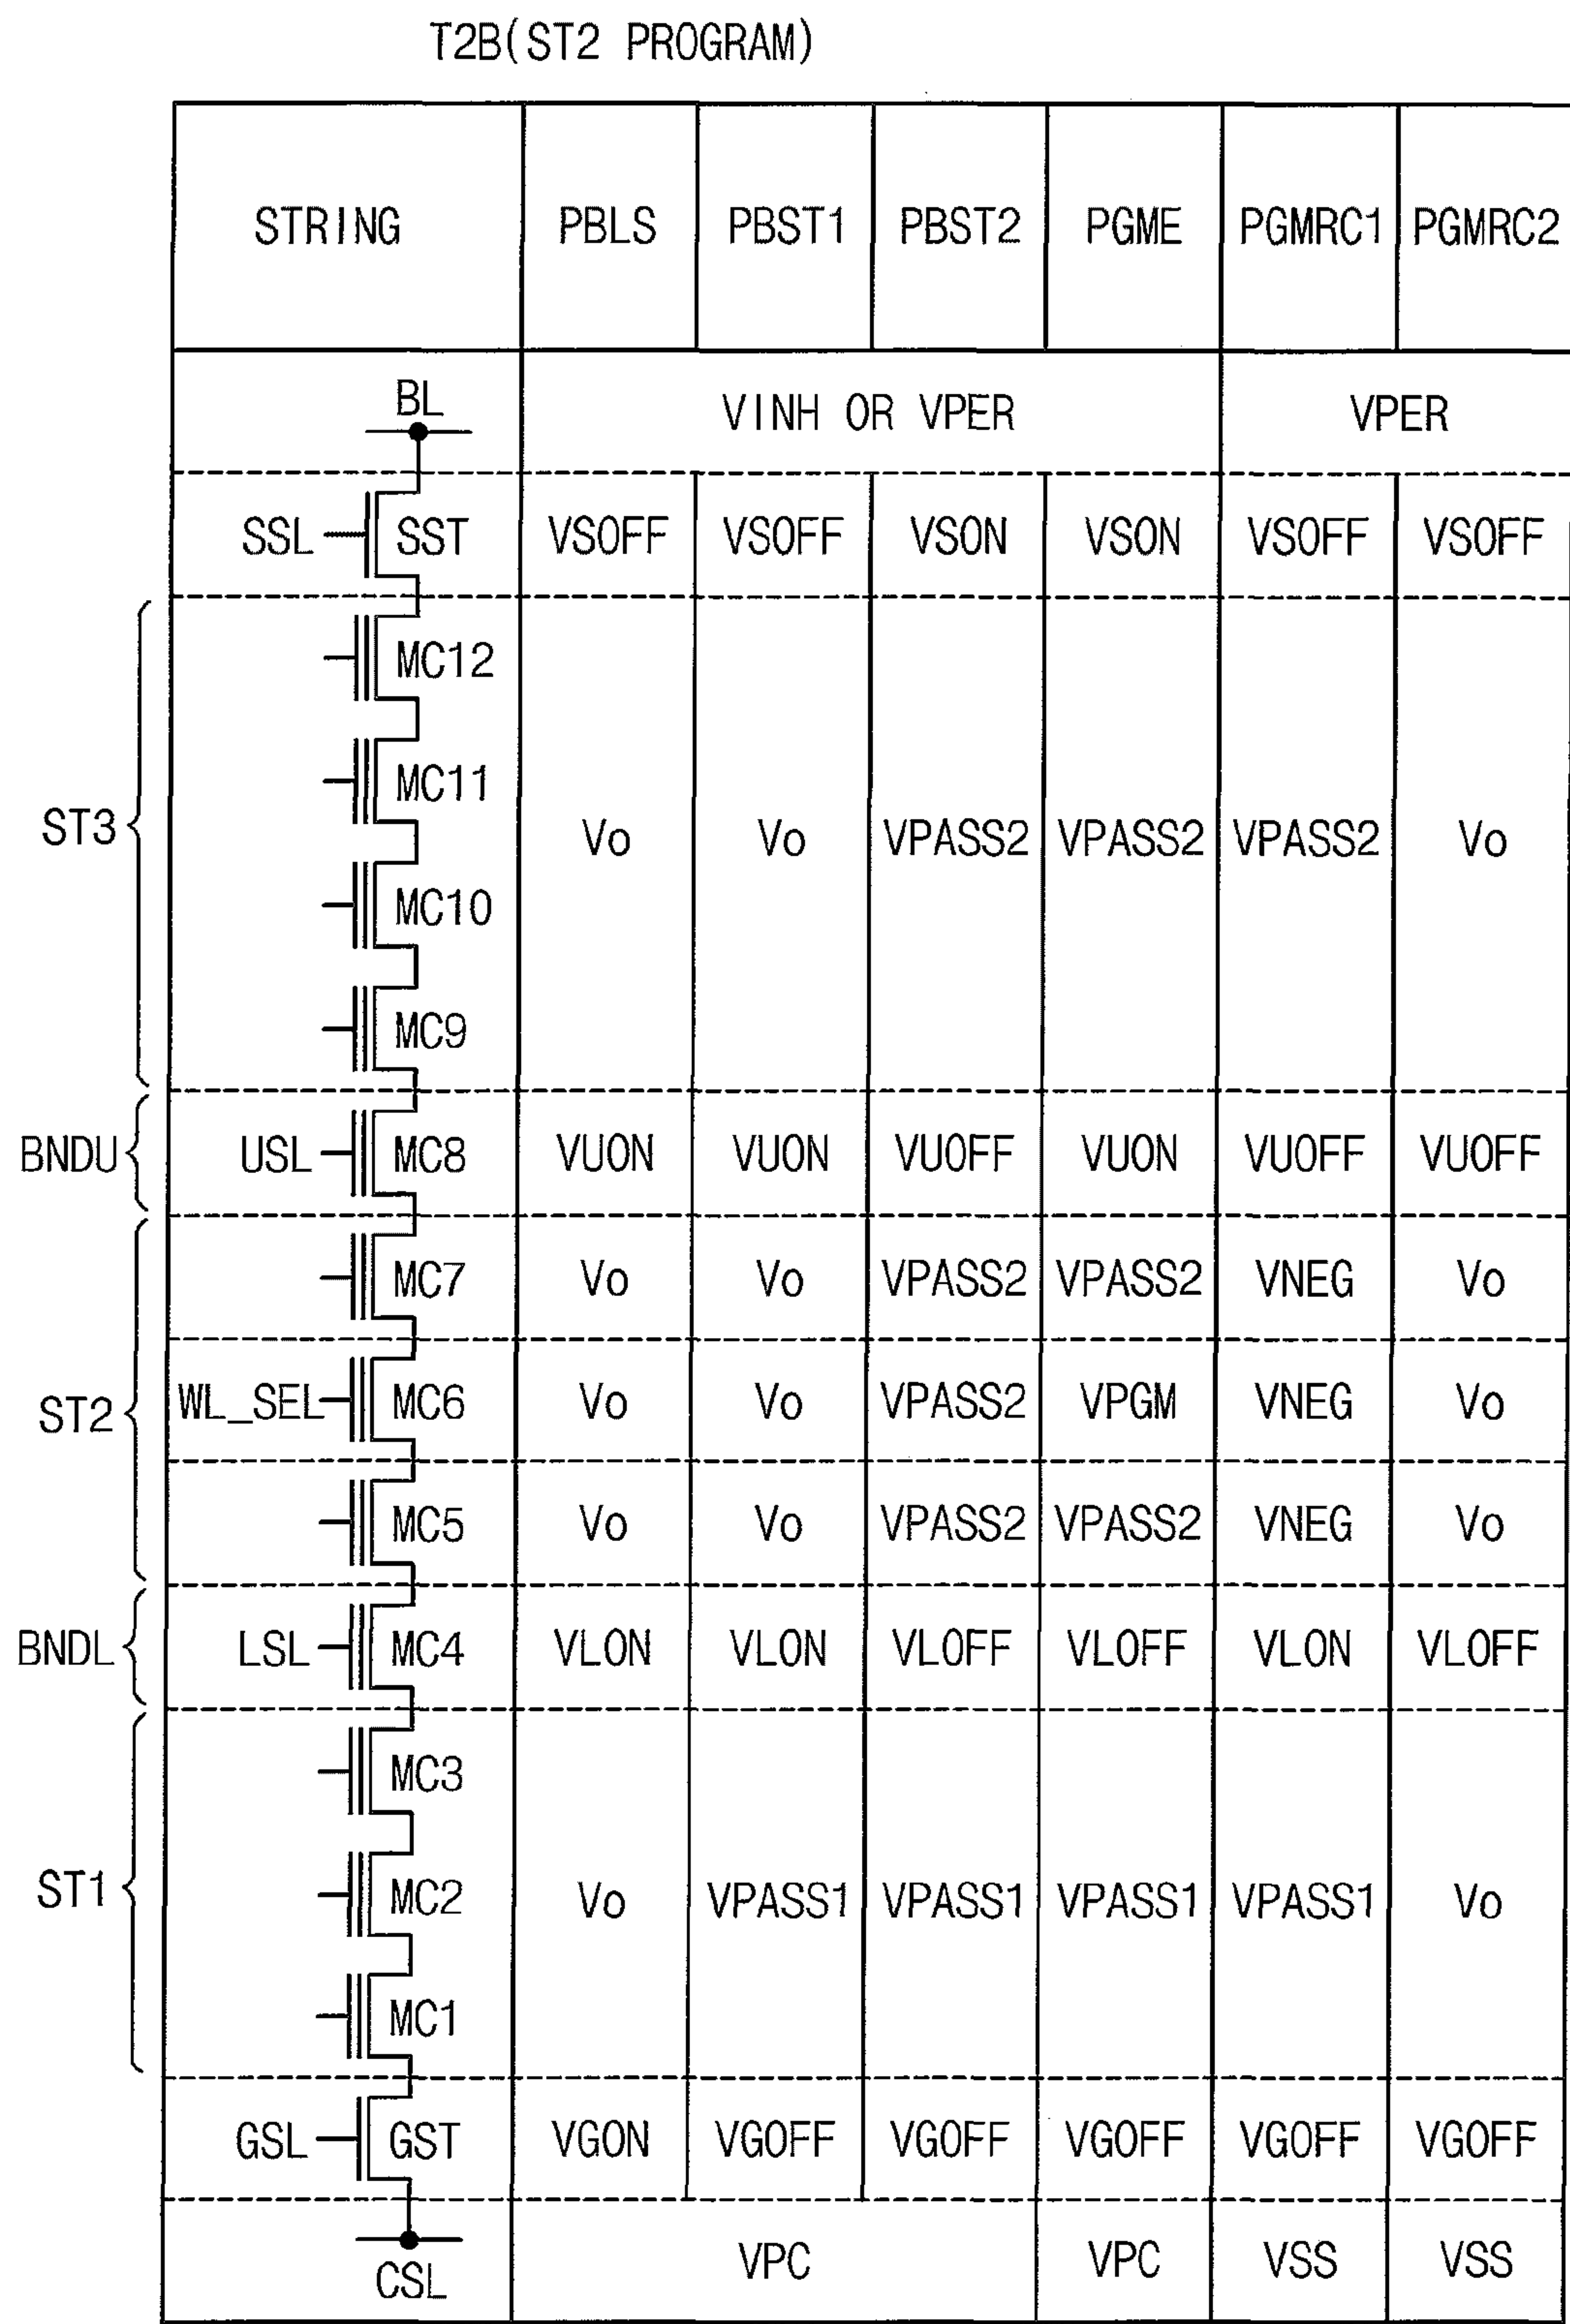 T2B(ST2 PROGRAM)
STRING PBLS PBST1 PBST2 PGME PGMRC1 PGMRC2
BL VINH OR VPER VPER
SSL SST VSOFF VSOFF VSON VSON VSOFF VSOFF
MC12
MC11
ST3 Vo Vo VPASS2 VPASS2 VPASS2 Vo
MC10
MC9
BNDU USL MC8 VUON VUON VUOFF VUON VUOFF VUOFF
MC7 Vo Vo VPASS2 VPASS2 VNEG Vo
ST2 WL_SEL MC6 Vo Vo VPASS2 VPGM VNEG Vo
MC5 Vo Vo VPASS2 VPASS2 VNEG Vo
BNDL LSL MC4 VLON VLON VLOFF VLOFF VLON VLOFF
MC3
ST1 MC2 Vo VPASS1 VPASS1 VPASS1 VPASS1 Vo
MC1
GSL GST VGON VGOFF VGOFF VGOFF VGOFF VGOFF
CSL VPC VPC VSS VSS